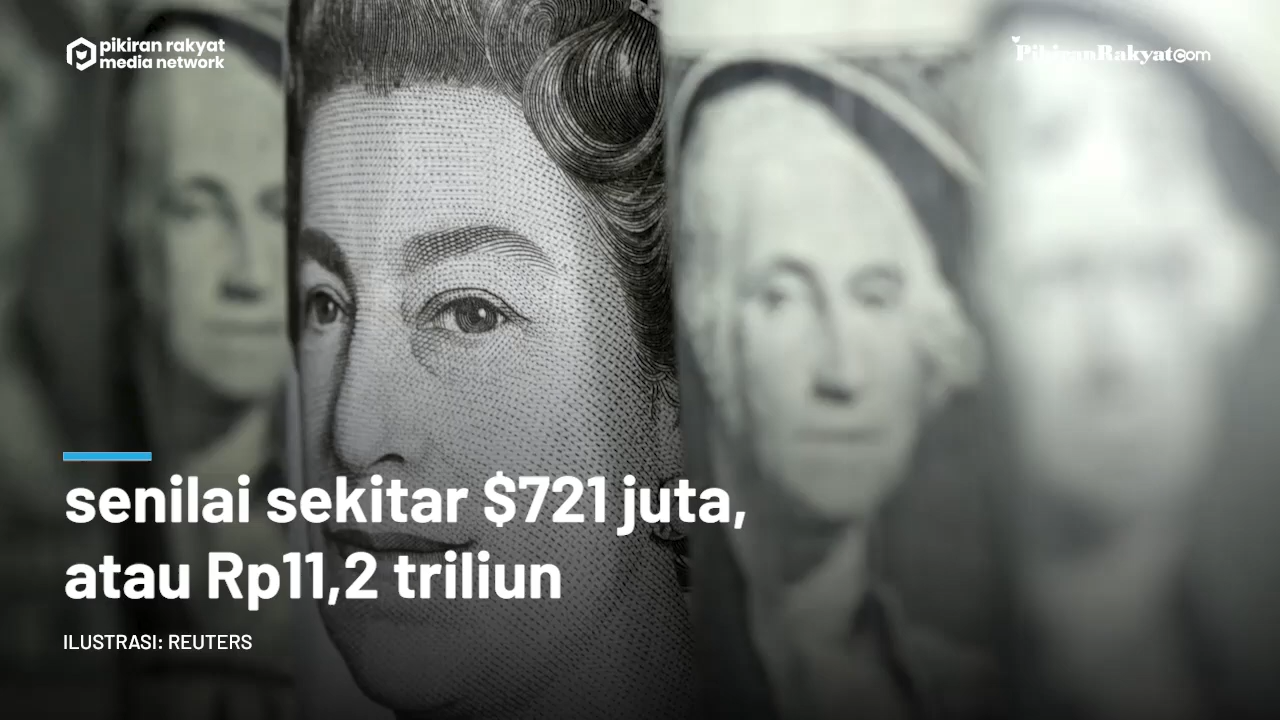 pikiran rakyat
media network
PikiranRakyat.com
senilai sekitar $721 juta,
atau Rp11,2 triliun
ILUSTRASI: REUTERS